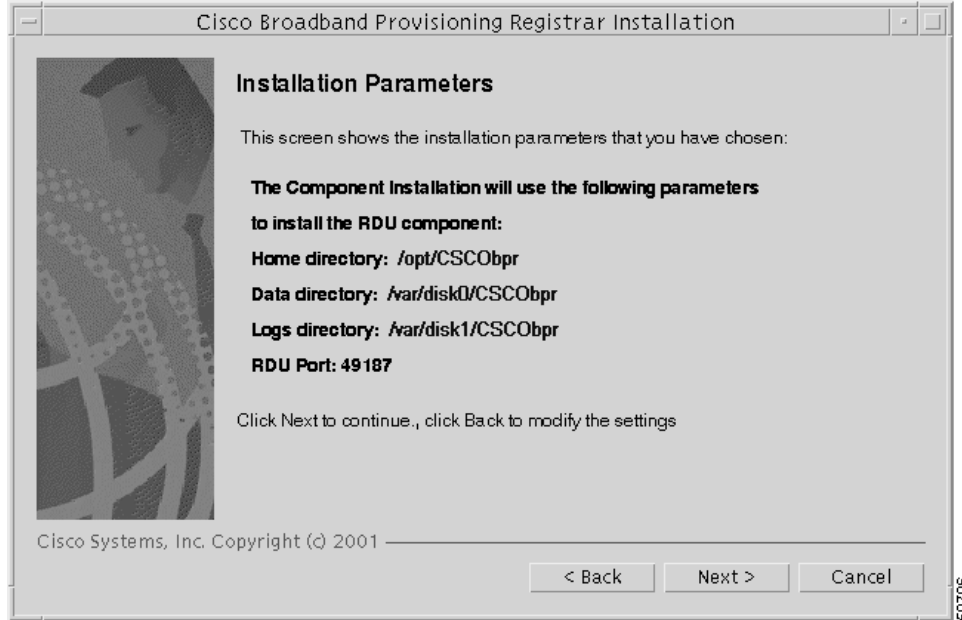 Cisco Broadband Provisioning Registrar Installation
Installation Parameters
This screen shows the installation parameters that you have chosen:
The Component Installation will use the following parameters
to install the RDU component:
Home directory: /opt/CSCObpr
Data directory: /var/disk0/CSCObpr
Logs directory: /var/disk1/CSCObpr
RDU Port: 49187
Click Next to continue., click Back to modify the settings
Cisco Systems, Inc. Copyright (c) 2001
< Back Next > Cancel